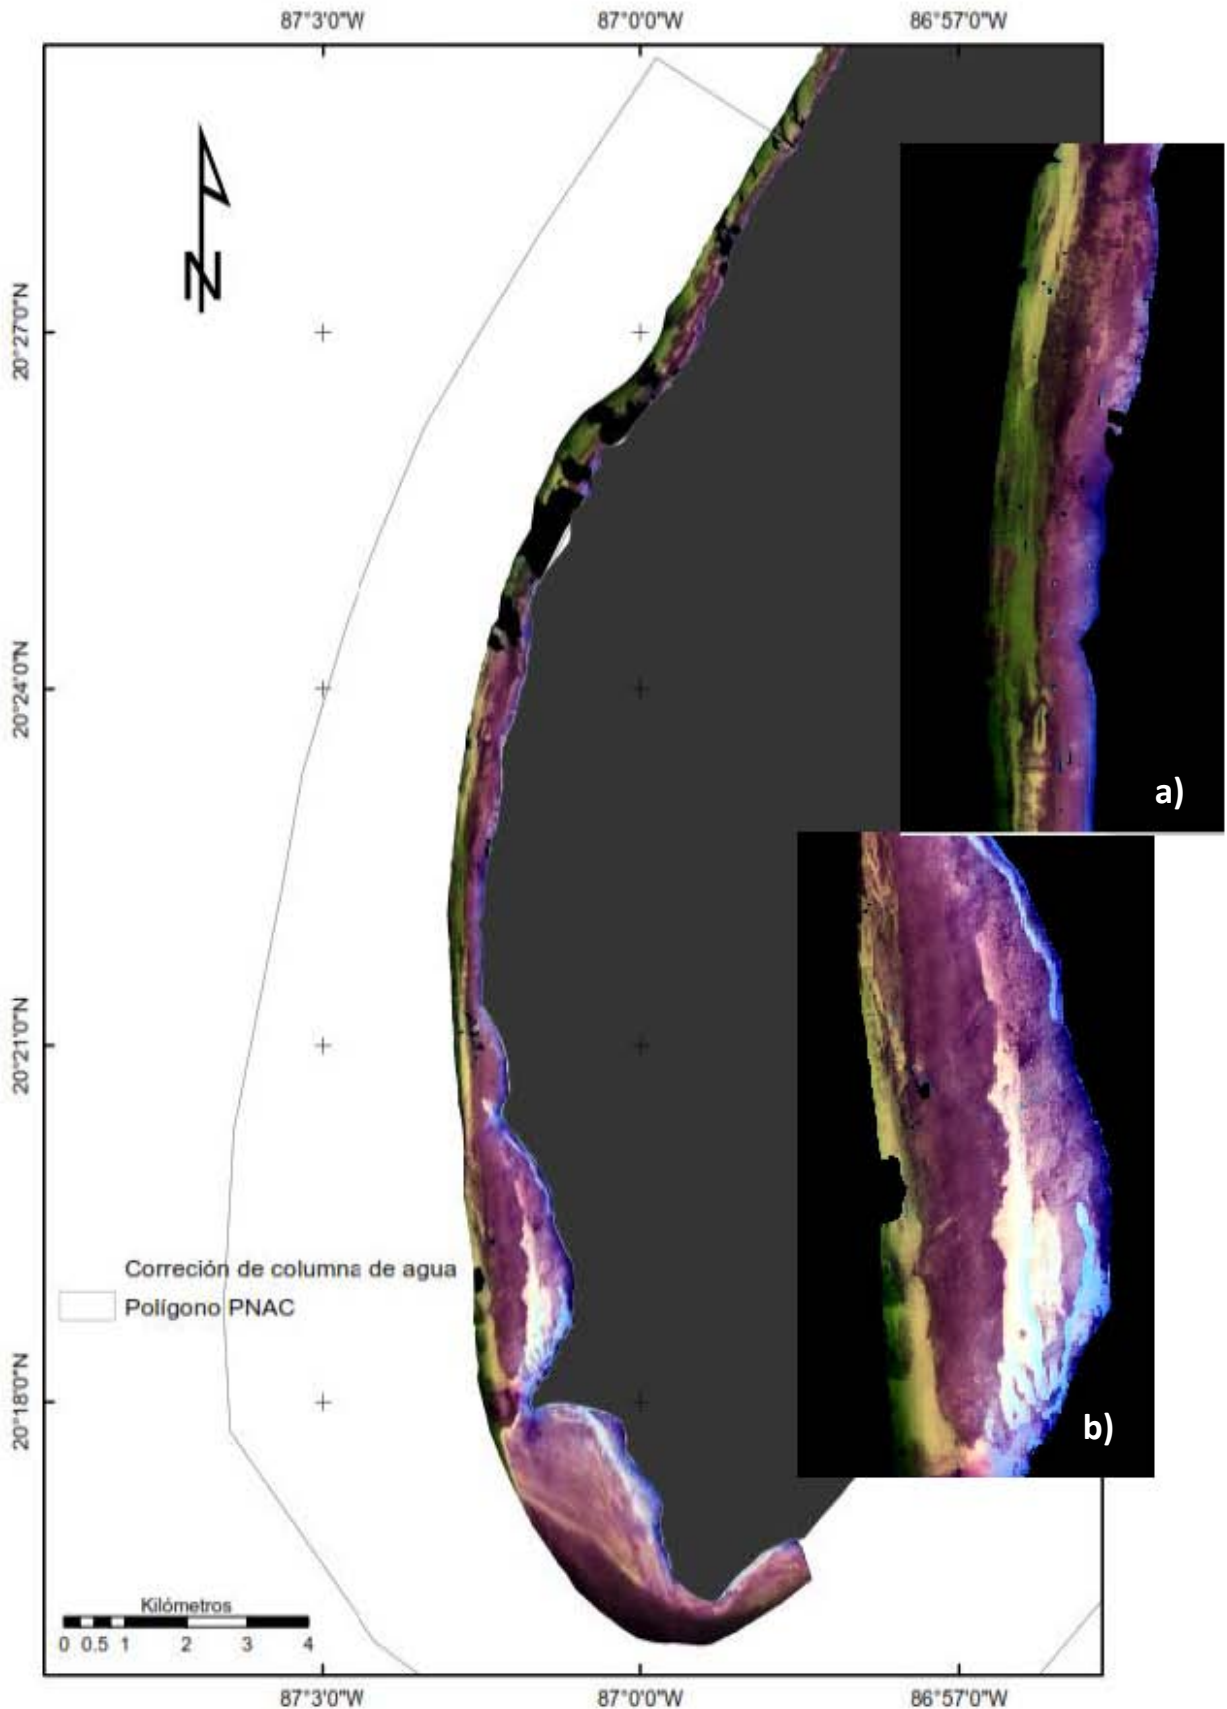 87°3'0"W 87°0'0"W 86°57'0"W
N
20°27'0"N
20°24'0"N
a)
20°21'0"N
Correción de columna de agua
Polígono PNAC
20°18'0"N
b)
Kilómetros
0 0.5 1 2 3 4
87°3'0"W 87°0'0"W 86°57'0"W